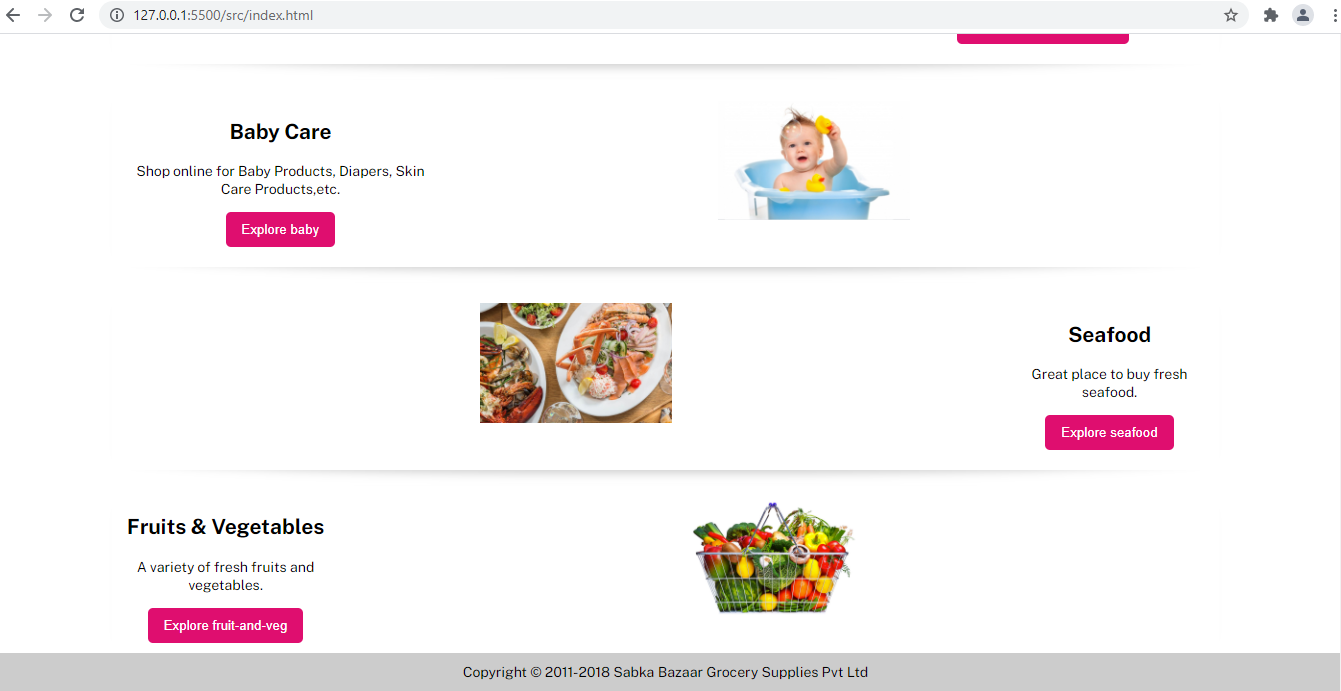 127.0.0.1:5500/src/index.html
Baby Care
Shop online for Baby Products, Diapers, Skin
Care Products,etc.
Explore baby
Seafood
Great place to buy fresh
seafood.
Explore seafood
Fruits & Vegetables
A variety of fresh fruits and
vegetables.
Explore fruit-and-veg
Copyright © 2011-2018 Sabka Bazaar Grocery Supplies Pvt Ltd